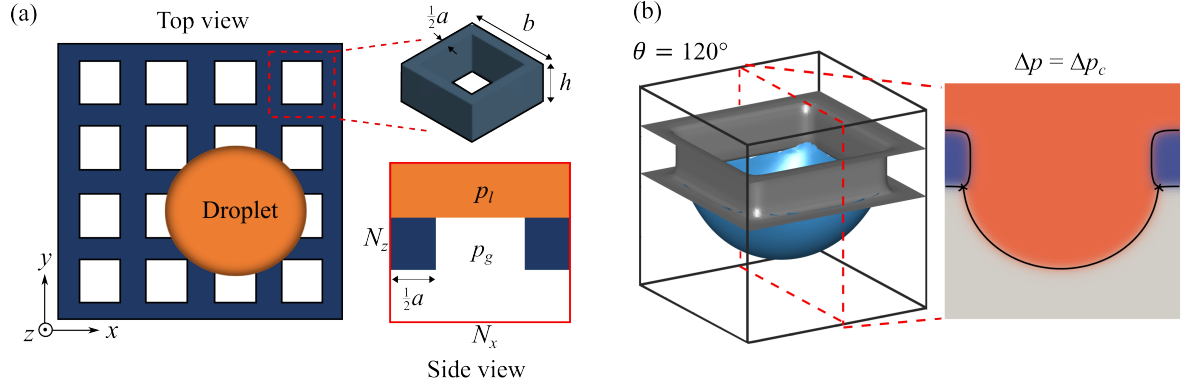 (a)
Top view
½a
b
h
Droplet
y
z
x
p_l
N_z
p_g
½a
N_x
Side view
(b)
θ = 120°
Δp = Δp_c